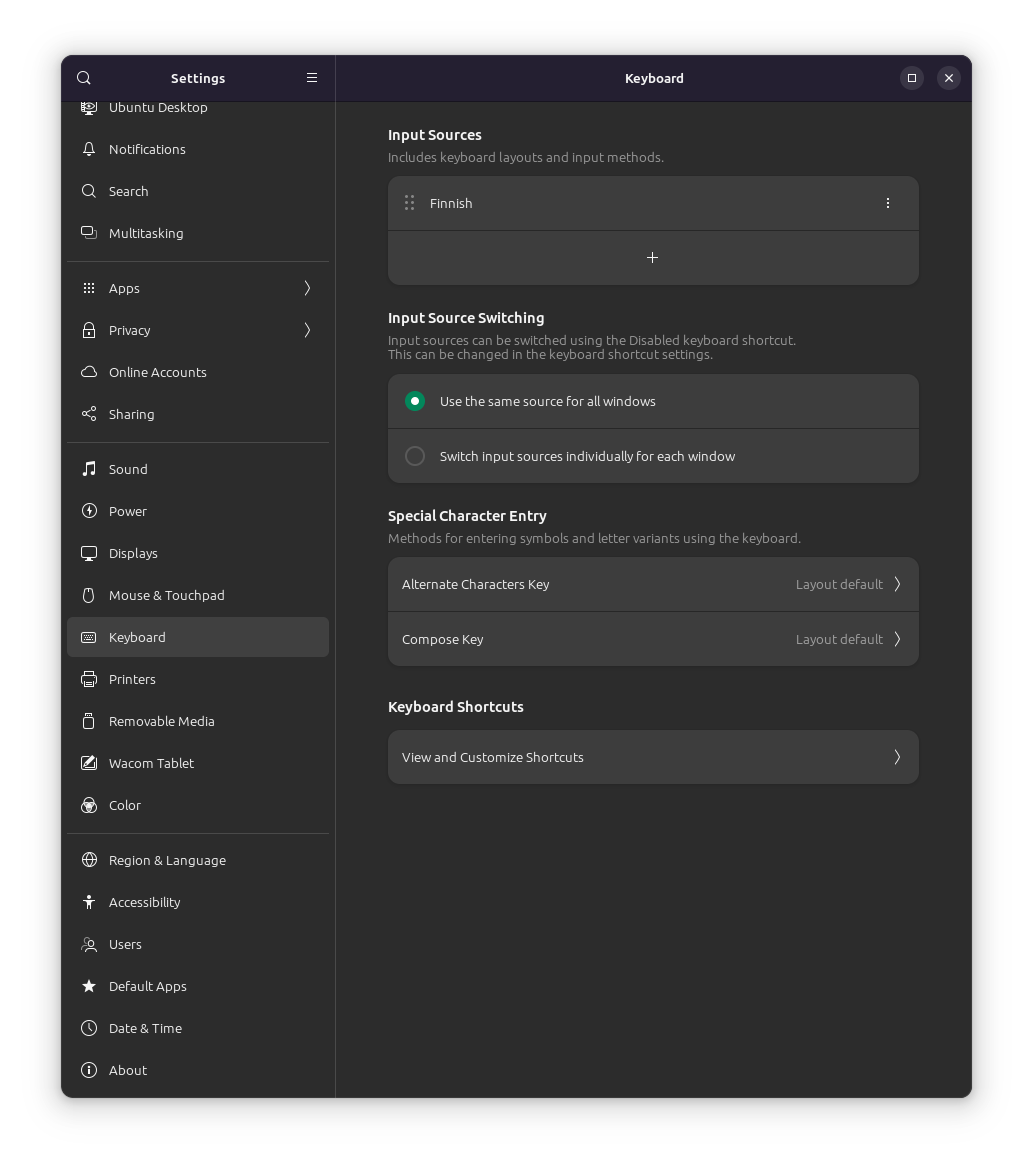 Settings
Keyboard
Ubuntu Desktop
Notifications
Search
Multitasking
Apps
Privacy
Online Accounts
Sharing
Sound
Power
Displays
Mouse & Touchpad
Keyboard
Printers
Removable Media
Wacom Tablet
Color
Region & Language
Accessibility
Users
Default Apps
Date & Time
About
Input Sources
Includes keyboard layouts and input methods.
Finnish
Input Source Switching
Input sources can be switched using the Disabled keyboard shortcut.
This can be changed in the keyboard shortcut settings.
Use the same source for all windows
Switch input sources individually for each window
Special Character Entry
Methods for entering symbols and letter variants using the keyboard.
Alternate Characters Key Layout default
Compose Key Layout default
Keyboard Shortcuts
View and Customize Shortcuts